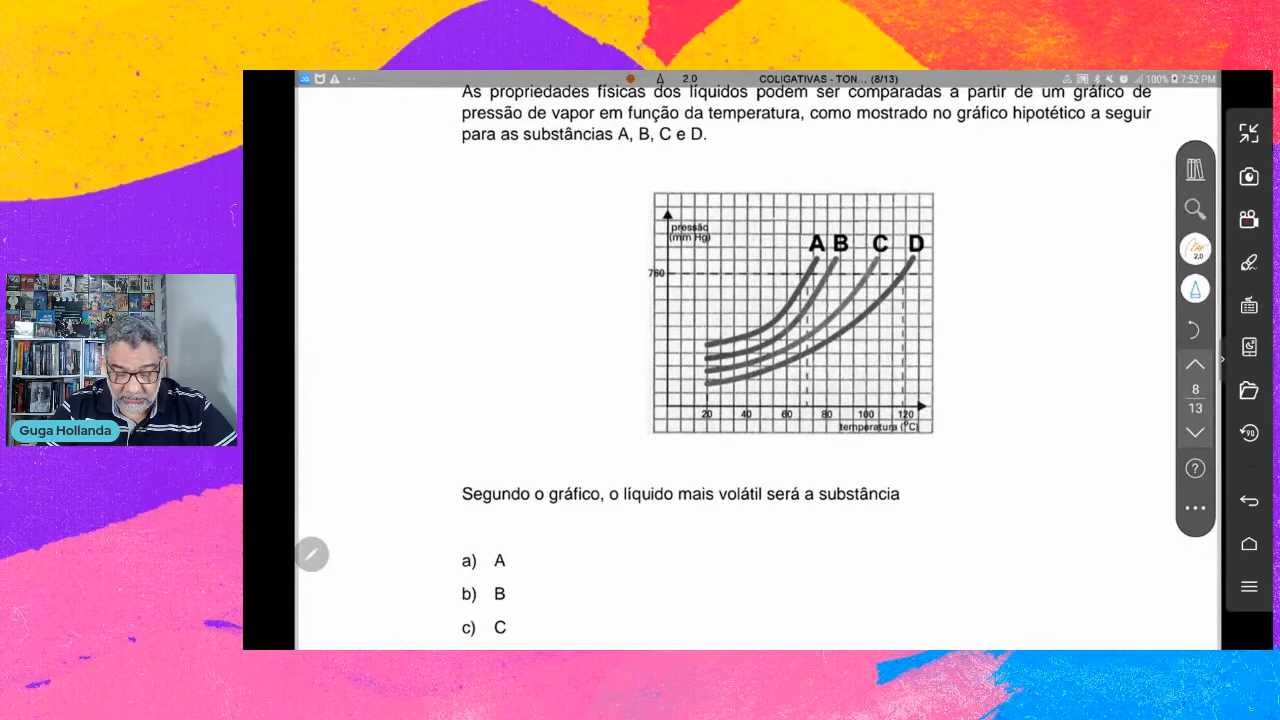 2.0
COLIGATIVAS - TON... (8/13)
100%
7:52 PM
As propriedades físicas dos líquidos podem ser comparadas a partir de um gráfico de
pressão de vapor em função da temperatura, como mostrado no gráfico hipotético a seguir
para as substâncias A, B, C e D.
pressão
(mm Hg)
A B C D
760
20 40 60 80 100 120
temperatura (°C)
Segundo o gráfico, o líquido mais volátil será a substância
a) A
b) B
c) C
Guga Hollanda
2,0
8
13
?
90